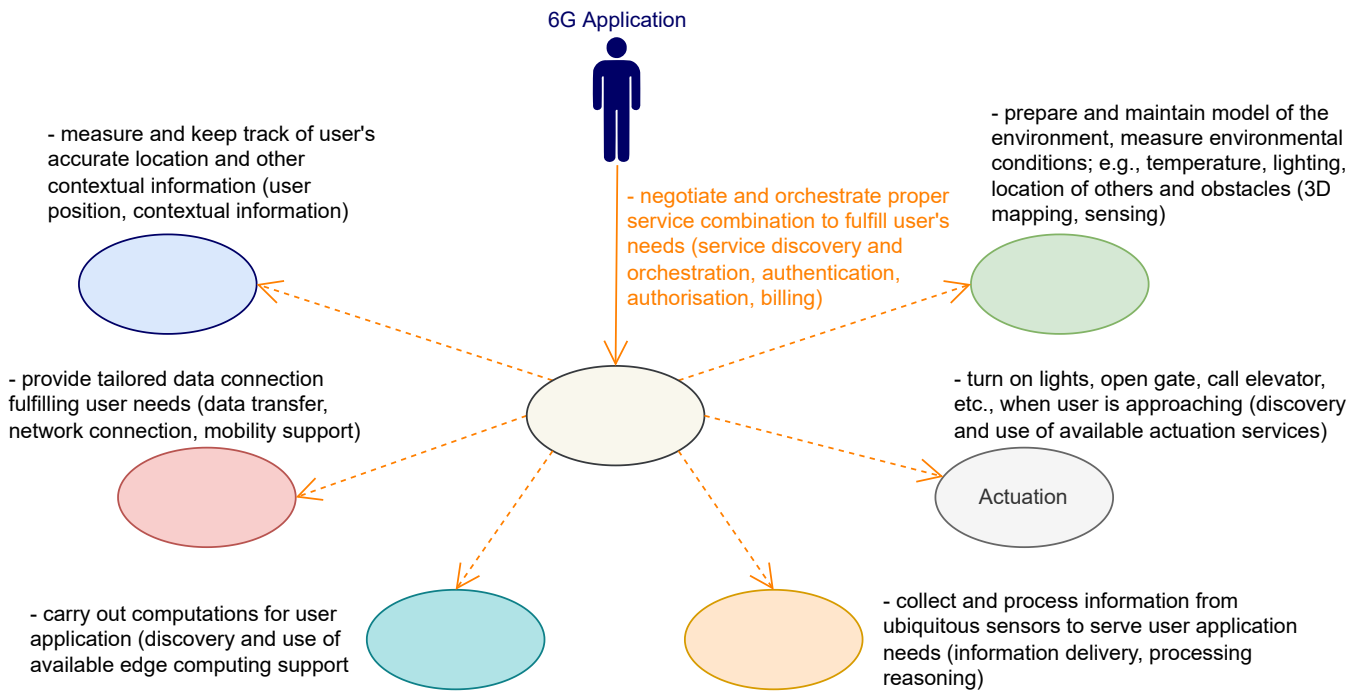 6G Application
- measure and keep track of user's
accurate location and other
contextual information (user
position, contextual information)
- negotiate and orchestrate proper
service combination to fulfill user's
needs (service discovery and
orchestration, authentication,
authorisation, billing)
- prepare and maintain model of the
environment, measure environmental
conditions; e.g., temperature, lighting,
location of others and obstacles (3D
mapping, sensing)
- provide tailored data connection
fulfilling user needs (data transfer,
network connection, mobility support)
- turn on lights, open gate, call elevator,
etc., when user is approaching (discovery
and use of available actuation services)
Actuation
- carry out computations for user
application (discovery and use of
available edge computing support
- collect and process information from
ubiquitous sensors to serve user application
needs (information delivery, processing
reasoning)